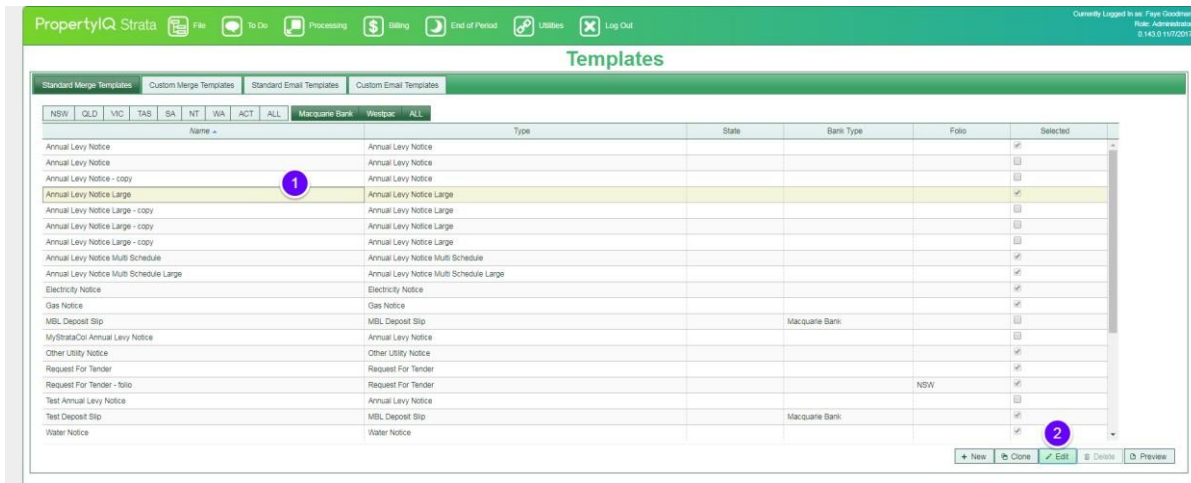 Currently Logged In as: Faye Goodman
PropertyIQ Strata File To Do Processing Billing End of Period Utilities Log Out
Role: Administrator
0.143.0 11/7/2017
Templates
Standard Merge Templates Custom Merge Templates Standard Email Templates Custom Email Templates
NSW QLD VIC TAS SA NT WA ACT ALL Macquarie Bank Westpac ALL
Name Type State Bank Type Folio Selected
Annual Levy Notice Annual Levy Notice
Annual Levy Notice Annual Levy Notice
Annual Levy Notice - copy Annual Levy Notice
1
Annual Levy Notice Large Annual Levy Notice Large
Annual Levy Notice Large - copy Annual Levy Notice Large
Annual Levy Notice Large - copy Annual Levy Notice Large
Annual Levy Notice Large - copy Annual Levy Notice Large
Annual Levy Notice Multi Schedule Annual Levy Notice Multi Schedule
Annual Levy Notice Multi Schedule Large Annual Levy Notice Multi Schedule Large
Electricity Notice Electricity Notice
Gas Notice Gas Notice
MBL Deposit Slip MBL Deposit Slip Macquarie Bank
MyStrataCol Annual Levy Notice Annual Levy Notice
Other Utility Notice Other Utility Notice
Request For Tender Request For Tender
Request For Tender - folio Request For Tender NSW
Test Annual Levy Notice Annual Levy Notice
Test Deposit Slip MBL Deposit Slip Macquarie Bank
Water Notice Water Notice
2
+ New Clone Edit Delete Preview